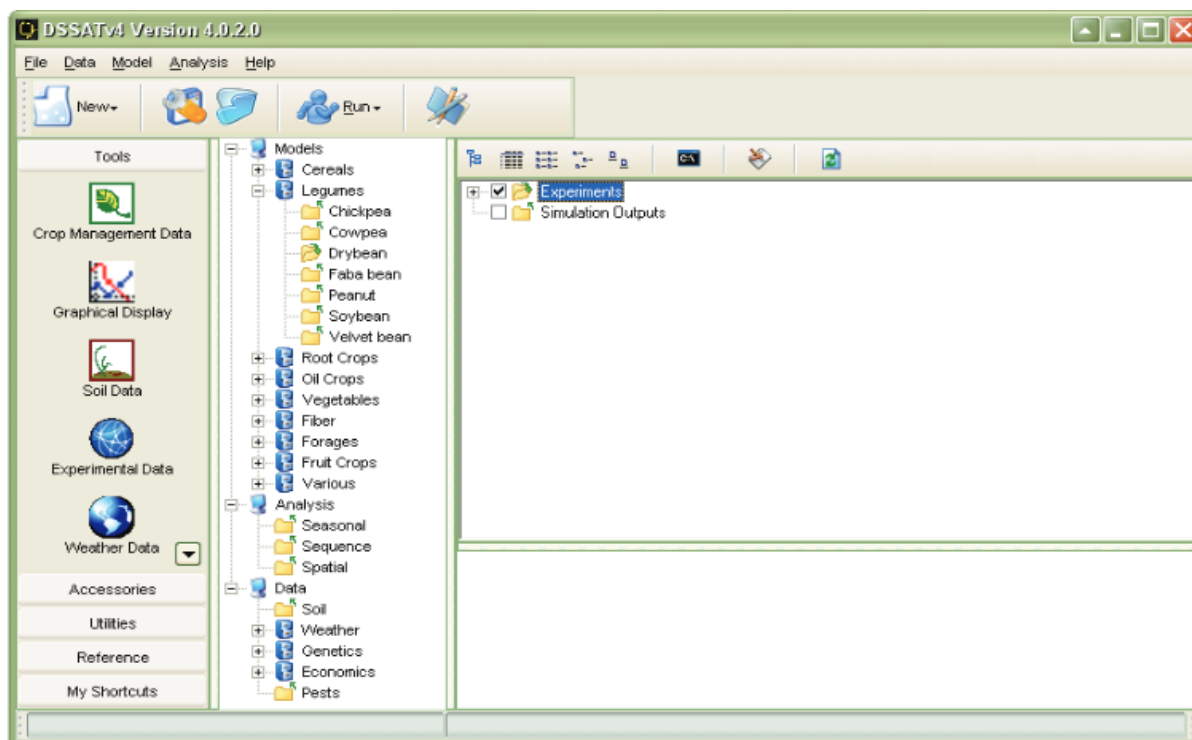 DSSATv4 Version 4.0.2.0
File Data Model Analysis Help
New
Run
Tools
Crop Management Data
Graphical Display
Soil Data
Experimental Data
Weather Data
Accessories
Utilities
Reference
My Shortcuts
Models
Cereals
Legumes
Chickpea
Cowpea
Drybean
Faba bean
Peanut
Soybean
Velvet bean
Root Crops
Oil Crops
Vegetables
Fiber
Forages
Fruit Crops
Various
Analysis
Seasonal
Sequence
Spatial
Data
Soil
Weather
Genetics
Economics
Pests
C:\
Experiments
Simulation Outputs